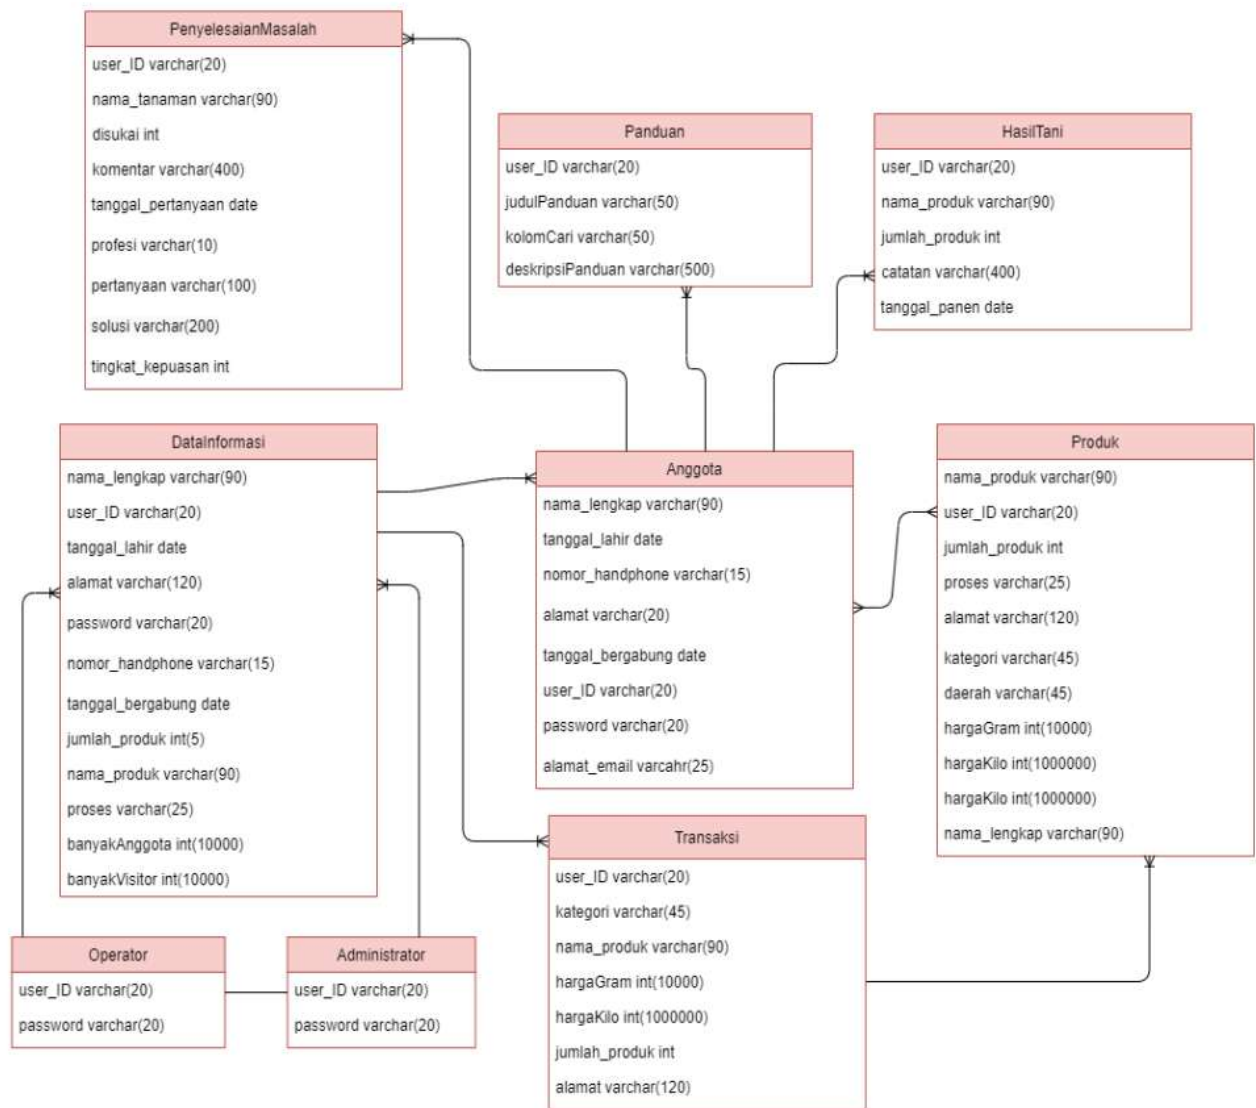 PenyelesaianMasalah
user_ID varchar(20)
nama_tanaman varchar(90)
disukai int
komentar varchar(400)
tanggal_pertanyaan date
profesi varchar(10)
pertanyaan varchar(100)
solusi varchar(200)
tingkat_kepuasan int
Panduan
user_ID varchar(20)
judulPanduan varchar(50)
kolomCari varchar(50)
deskripsiPanduan varchar(500)
HasilTani
user_ID varchar(20)
nama_produk varchar(90)
jumlah_produk int
catatan varchar(400)
tanggal_panen date
DataInformasi
nama_lengkap varchar(90)
user_ID varchar(20)
tanggal_lahir date
alamat varchar(120)
password varchar(20)
nomor_handphone varchar(15)
tanggal_bergabung date
jumlah_produk int(5)
nama_produk varchar(90)
proses varchar(25)
banyakAnggota int(10000)
banyakVisitor int(10000)
Anggota
nama_lengkap varchar(90)
tanggal_lahir date
nomor_handphone varchar(15)
alamat varchar(20)
tanggal_bergabung date
user_ID varchar(20)
password varchar(20)
alamat_email varcahr(25)
Produk
nama_produk varchar(90)
user_ID varchar(20)
jumlah_produk int
proses varchar(25)
alamat varchar(120)
kategori varchar(45)
daerah varchar(45)
hargaGram int(10000)
hargaKilo int(1000000)
hargaKilo int(1000000)
nama_lengkap varchar(90)
Operator
user_ID varchar(20)
password varchar(20)
Administrator
user_ID varchar(20)
password varchar(20)
Transaksi
user_ID varchar(20)
kategori varchar(45)
nama_produk varchar(90)
hargaGram int(10000)
hargaKilo int(1000000)
jumlah_produk int
alamat varchar(120)